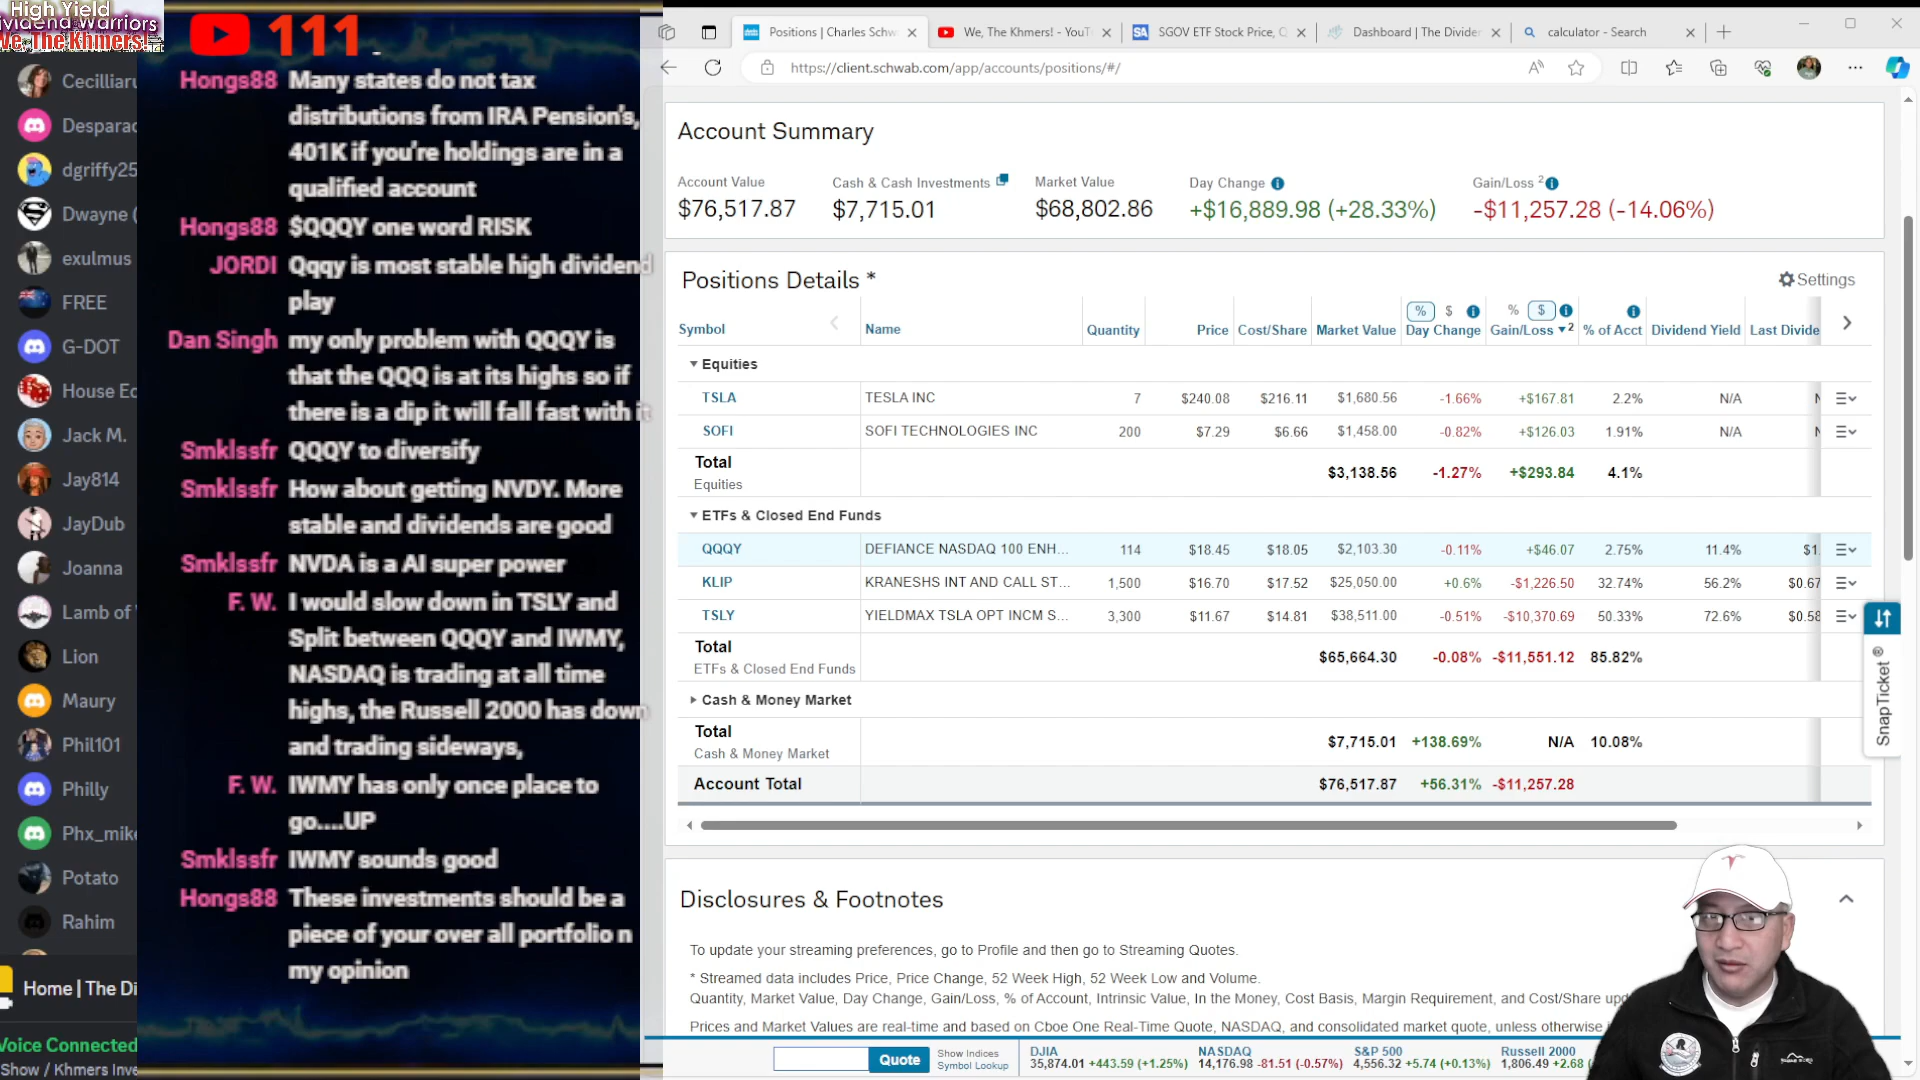 High Yield
Dividend Warriors
We, The Khmers!
Desparac
dgriffy25
Dwayne (
exulmus
FREE
G-DOT
House Ec
Jack M.
Jay814
JayDub
Joanna
Lamb of
Lion
Maury
Phil101
Philly
Phx_mike
Potato
Rahim
Home | The Di
Voice Connected
Show / Khmers Inve
111
Hongs88 Many states do not tax
distributions from IRA Pension's,
401K if you're holdings are in a
qualified account
Hongs88 $QQQY one word RISK
JORDI Qqqy is most stable high dividend
play
Dan Singh my only problem with QQQY is
that the QQQ is at its highs so if
there is a dip it will fall fast with it
Smklssfr QQQY to diversify
Smklssfr How about getting NVDY. More
stable and dividends are good
Smklssfr NVDA is a AI super power
F. W. I would slow down in TSLY and
Split between QQQY and IWMY,
NASDAQ is trading at all time
highs, the Russell 2000 has down
and trading sideways,
F. W. IWMY has only once place to
go....UP
Smklssfr IWMY sounds good
Hongs88 These investments should be a
piece of your over all portfolio n
my opinion
Positions | Charles Schw
We, The Khmers! - YouT
SA SGOV ETF Stock Price, Q
Dashboard | The Divider
calculator - Search
https://client.schwab.com/app/accounts/positions/#/
Account Summary
Account Value Cash & Cash Investments Market Value Day Change Gain/Loss 2
$76,517.87 $7,715.01 $68,802.86 +$16,889.98 (+28.33%) -$11,257.28 (-14.06%)
Positions Details *
Settings
% $ % $
Symbol Name Quantity Price Cost/Share Market Value Day Change Gain/Loss 2 % of Acct Dividend Yield Last Divide
Equities
TSLA TESLA INC 7 $240.08 $216.11 $1,680.56 -1.66% +$167.81 2.2% N/A
SOFI SOFI TECHNOLOGIES INC 200 $7.29 $6.66 $1,458.00 -0.82% +$126.03 1.91% N/A
Total
Equities
$3,138.56 -1.27% +$293.84 4.1%
ETFs & Closed End Funds
QQQY DEFIANCE NASDAQ 100 ENH... 114 $18.45 $18.05 $2,103.30 -0.11% +$46.07 2.75% 11.4% $1.
KLIP KRANESHS INT AND CALL ST... 1,500 $16.70 $17.52 $25,050.00 +0.6% -$1,226.50 32.74% 56.2% $0.67
TSLY YIELDMAX TSLA OPT INCM S... 3,300 $11.67 $14.81 $38,511.00 -0.51% -$10,370.69 50.33% 72.6% $0.58
Total
ETFs & Closed End Funds
$65,664.30 -0.08% -$11,551.12 85.82%
Cash & Money Market
Total
Cash & Money Market
$7,715.01 +138.69% N/A 10.08%
Account Total $76,517.87 +56.31% -$11,257.28
SnapTicket ®
Disclosures & Footnotes
To update your streaming preferences, go to Profile and then go to Streaming Quotes.
* Streamed data includes Price, Price Change, 52 Week High, 52 Week Low and Volume.
Quantity, Market Value, Day Change, Gain/Loss, % of Account, Intrinsic Value, In the Money, Cost Basis, Margin Requirement, and Cost/Share upd
Prices and Market Values are real-time and based on Cboe One Real-Time Quote, NASDAQ, and consolidated market quote, unless otherwise i
Quote
Show Indices
Symbol Lookup
DJIA
35,874.01 +443.59 (+1.25%)
NASDAQ
14,176.98 -81.51 (-0.57%)
S&P 500
4,556.32 +5.74 (+0.13%)
Russell 2000
1,806.49 +2.68